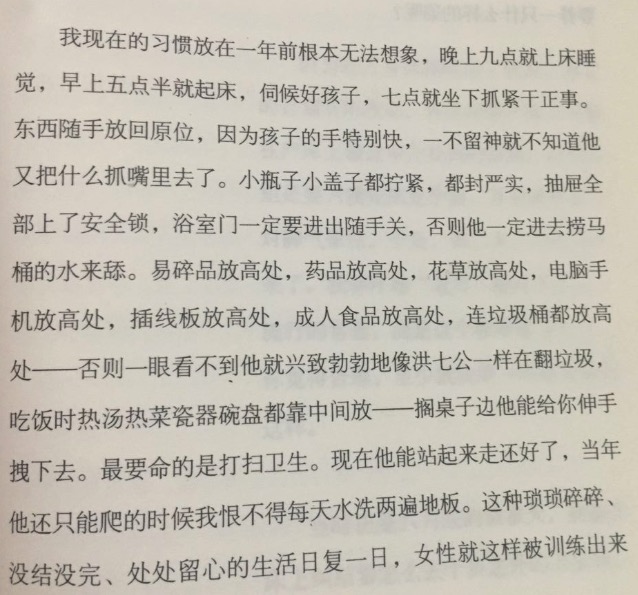 我现在的习惯放在一年前根本无法想象，晚上九点就上床睡
觉，早上五点半就起床，伺候好孩子，七点就坐下抓紧干正事。
东西随手放回原位，因为孩子的手特别快，一不留神就不知道他
又把什么抓嘴里去了。小瓶子小盖子都拧紧，都封严实，抽屉全
部上了安全锁，浴室门一定要进出随手关，否则他一定进去捞马
桶的水来舔。易碎品放高处，药品放高处，花草放高处，电脑手
机放高处，插线板放高处，成人食品放高处，连垃圾桶都放高
处——否则一眼看不到他就兴致勃勃地像洪七公一样在翻垃圾，
吃饭时热汤热菜瓷器碗盘都靠中间放——搁桌子边他能给你伸手
拽下去。最要命的是打扫卫生。现在他能站起来走还好了，当年
他还只能爬的时候我恨不得每天水洗两遍地板。这种琐琐碎碎、
没结没完、处处留心的生活日复一日，女性就这样被训练出来